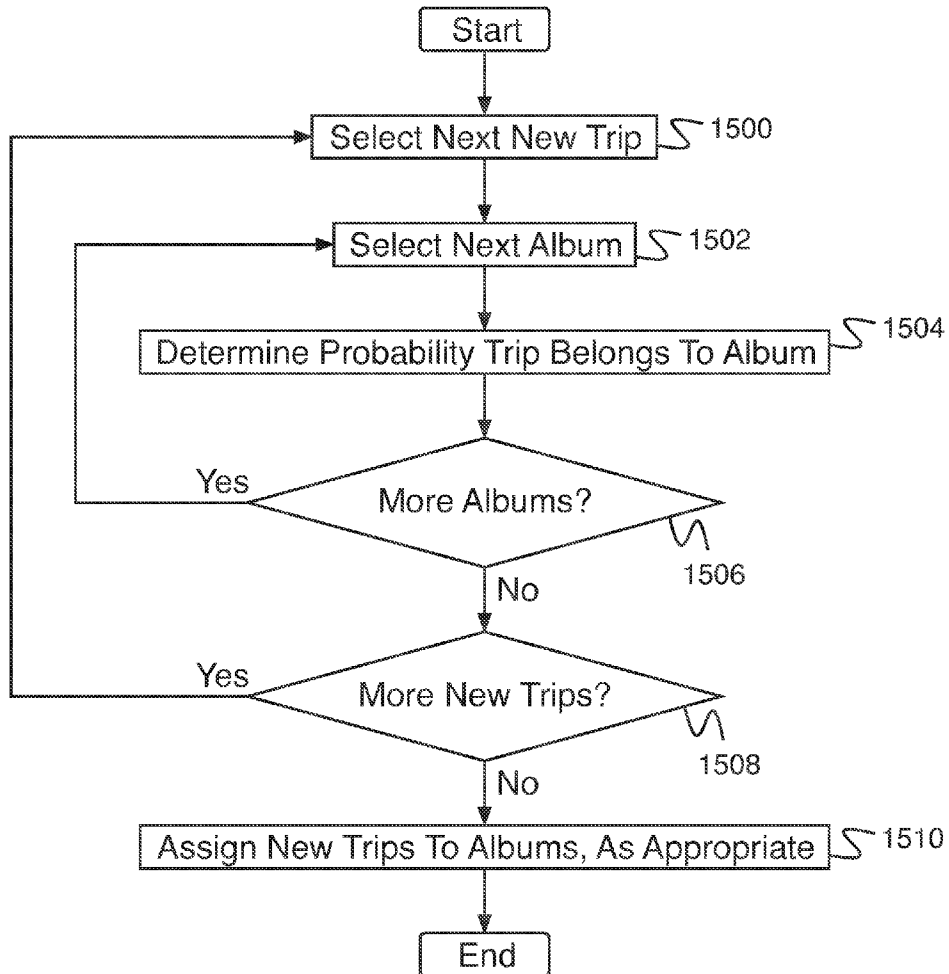 Start
Select Next New Trip
1500
Select Next Album
1502
Determine Probability Trip Belongs To Album
1504
Yes
More Albums?
1506
No
Yes
More New Trips?
1508
No
Assign New Trips To Albums, As Appropriate
1510
End